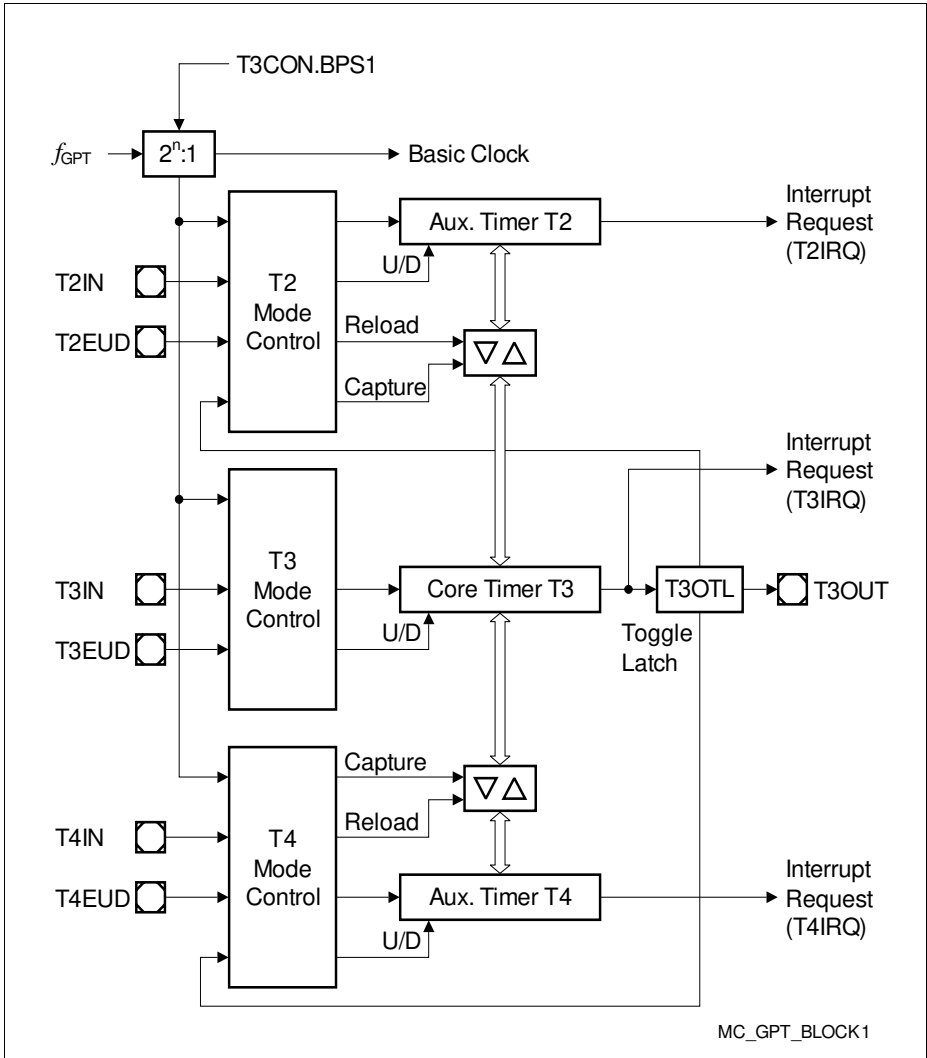 T3CON.BPS1
fGPT
2ⁿ:1
Basic Clock
Interrupt
Request
(T2IRQ)
Aux. Timer T2
U/D
T2IN
T2
Mode
Control
T2EUD
Reload
Capture
Interrupt
Request
(T3IRQ)
T3
Mode
Control
T3IN
Core Timer T3
T3OTL
T3OUT
U/D
T3EUD
Toggle
Latch
Capture
Reload
T4IN
T4
Mode
Control
T4EUD
Aux. Timer T4
U/D
Interrupt
Request
(T4IRQ)
MC_GPT_BLOCK1